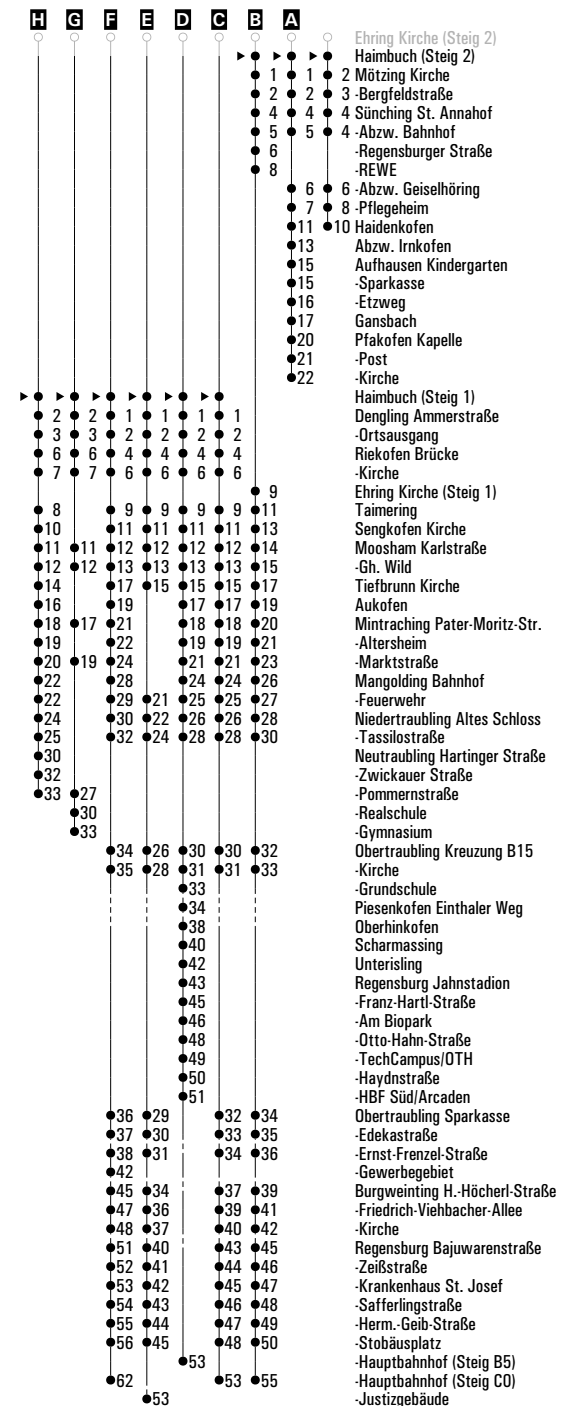 H G F E D C B A
Ehring Kirche (Steig 2)
Haimbuch (Steig 2)
1 1 2 Mötzing Kirche
2 2 3 -Bergfeldstraße
4 4 4 Sünching St. Annahof
5 5 4 -Abzw. Bahnhof
6 -Regensburger Straße
8 -REWE
6 6 -Abzw. Geiselhöring
7 8 -Pflegeheim
11 10 Haidenkofen
13 Abzw. Irnkofen
15 Aufhausen Kindergarten
15 -Sparkasse
16 -Etzweg
17 Gansbach
20 Pfakofen Kapelle
21 -Post
22 -Kirche
Haimbuch (Steig 1)
2 2 1 1 1 1 Dengling Ammerstraße
3 3 2 2 2 2 -Ortsausgang
6 6 4 4 4 4 Riekofen Brücke
7 7 6 6 6 6 -Kirche
9 Ehring Kirche (Steig 1)
8 9 9 9 9 11 Taimering
10 11 11 11 11 13 Sengkofen Kirche
11 11 12 12 12 12 14 Moosham Karlstraße
12 12 13 13 13 13 15 -Gh. Wild
14 17 15 15 15 17 Tiefbrunn Kirche
16 19 17 17 19 Aukofen
18 17 21 18 18 20 Mintraching Pater-Moritz-Str.
19 22 19 19 21 -Altersheim
20 19 24 21 21 23 -Marktstraße
22 28 24 24 26 Mangolding Bahnhof
22 29 21 25 25 27 -Feuerwehr
24 30 22 26 26 28 Niedertraubling Altes Schloss
25 32 24 28 28 30 -Tassilostraße
30 Neutraubling Hartinger Straße
32 -Zwickauer Straße
33 27 -Pommernstraße
30 -Realschule
33 -Gymnasium
34 26 30 30 32 Obertraubling Kreuzung B15
35 28 31 31 33 -Kirche
33 -Grundschule
34 Piesenkofen Einthaler Weg
38 Oberhinkofen
40 Scharmassing
42 Unterisling
43 Regensburg Jahnstadion
45 -Franz-Hartl-Straße
46 -Am Biopark
48 -Otto-Hahn-Straße
49 -TechCampus/OTH
50 -Haydnstraße
51 -HBF Süd/Arcaden
36 29 32 34 Obertraubling Sparkasse
37 30 33 35 -Edekastraße
38 31 34 36 -Ernst-Frenzel-Straße
42 -Gewerbegebiet
45 34 37 39 Burgweinting H.-Höcherl-Straße
47 36 39 41 -Friedrich-Viehbacher-Allee
48 37 40 42 -Kirche
51 40 43 45 Regensburg Bajuwarenstraße
52 41 44 46 -Zeißstraße
53 42 45 47 -Krankenhaus St. Josef
54 43 46 48 -Safferlingstraße
55 44 47 49 -Herm.-Geib-Straße
56 45 48 50 -Stobäusplatz
53 -Hauptbahnhof (Steig B5)
62 53 55 -Hauptbahnhof (Steig C0)
53 -Justizgebäude